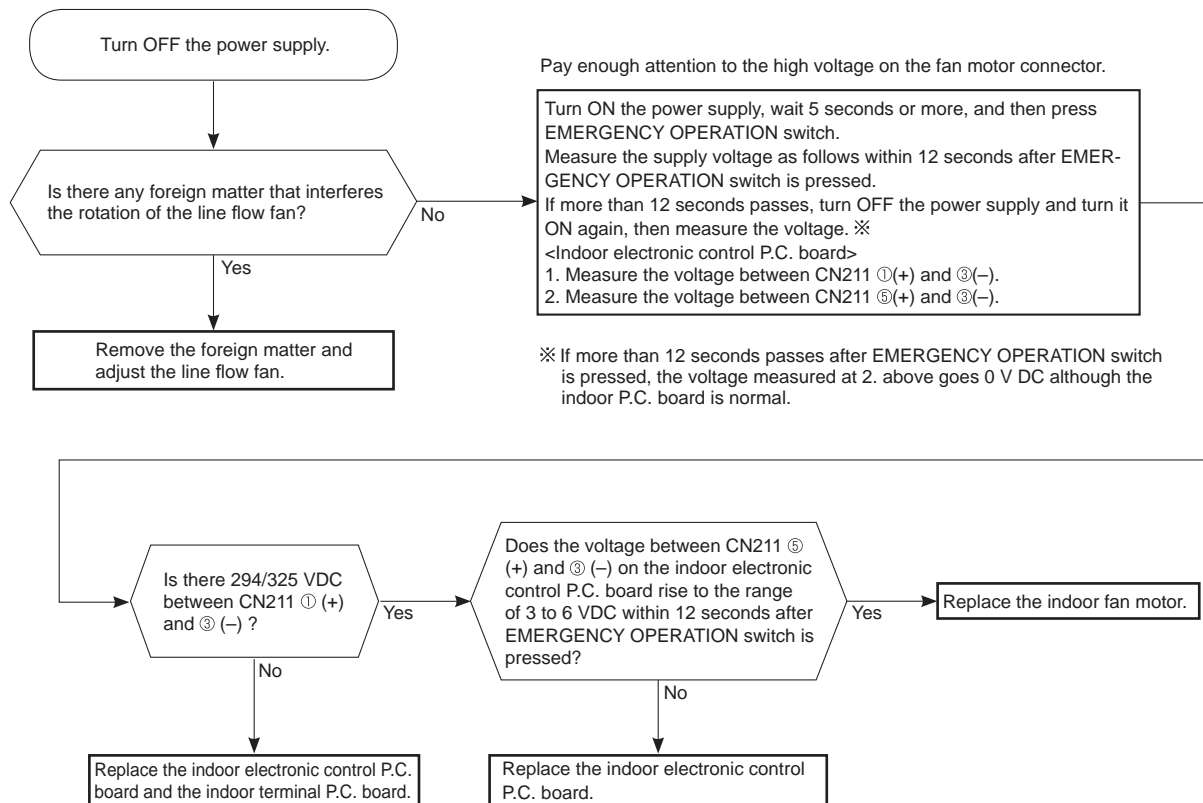 Turn OFF the power supply.
Is there any foreign matter that interferes
the rotation of the line flow fan?
No
Yes
Remove the foreign matter and
adjust the line flow fan.
Pay enough attention to the high voltage on the fan motor connector.
Turn ON the power supply, wait 5 seconds or more, and then press
EMERGENCY OPERATION switch.
Measure the supply voltage as follows within 12 seconds after EMER-
GENCY OPERATION switch is pressed.
If more than 12 seconds passes, turn OFF the power supply and turn it
ON again, then measure the voltage. ※
<Indoor electronic control P.C. board>
1. Measure the voltage between CN211 ①(+) and ③(–).
2. Measure the voltage between CN211 ⑤(+) and ③(–).
※ If more than 12 seconds passes after EMERGENCY OPERATION switch
is pressed, the voltage measured at 2. above goes 0 V DC although the
indoor P.C. board is normal.
Is there 294/325 VDC
between CN211 ① (+)
and ③ (–) ?
Yes
No
Replace the indoor electronic control P.C.
board and the indoor terminal P.C. board.
Does the voltage between CN211 ⑤
(+) and ③ (–) on the indoor electronic
control P.C. board rise to the range
of 3 to 6 VDC within 12 seconds after
EMERGENCY OPERATION switch is
pressed?
Yes
No
Replace the indoor electronic control
P.C. board.
Replace the indoor fan motor.